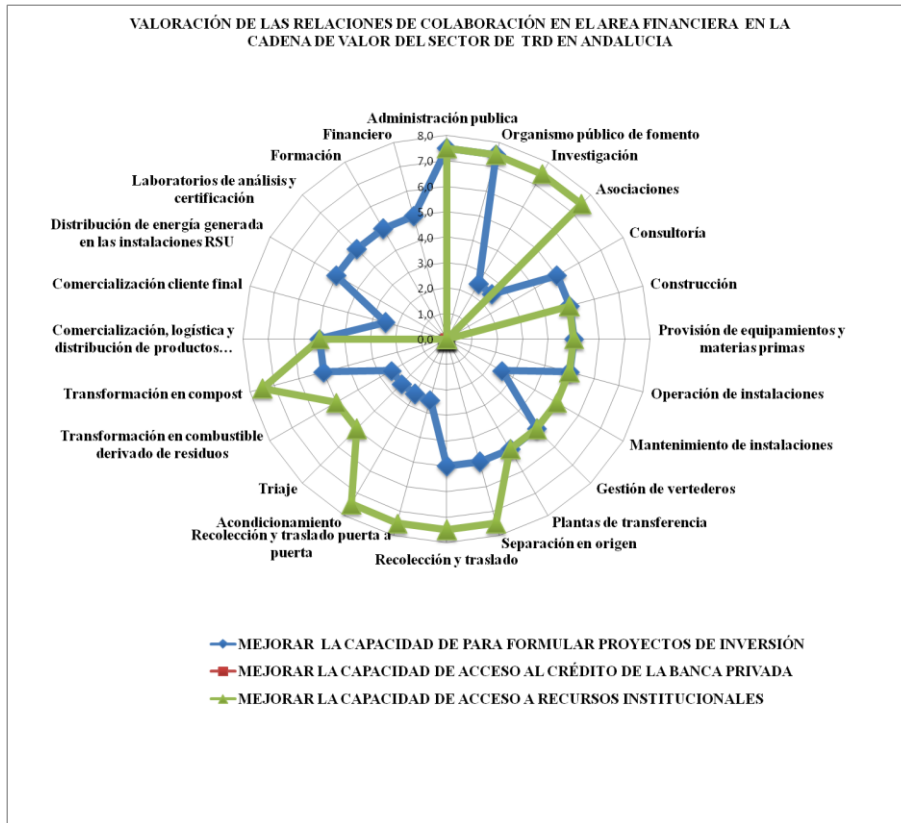 VALORACIÓN DE LAS RELACIONES DE COLABORACIÓN EN EL AREA FINANCIERA EN LA
CADENA DE VALOR DEL SECTOR DE TRD EN ANDALUCIA
Administración publica
Organismo público de fomento
Investigación
Asociaciones
Consultoría
Construcción
Provisión de equipamientos y
materias primas
Operación de instalaciones
Mantenimiento de instalaciones
Gestión de vertederos
Plantas de transferencia
Separación en origen
Recolección y traslado
Recolección y traslado puerta a
puerta
Acondicionamiento
Triaje
Transformación en combustible
derivado de residuos
Transformación en compost
Comercialización, logística y
distribución de productos…
Comercialización cliente final
Distribución de energía generada
en las instalaciones RSU
Laboratorios de análisis y
certificación
Formación
Financiero
8,0
7,0
6,0
5,0
4,0
3,0
2,0
1,0
0,0
MEJORAR LA CAPACIDAD DE PARA FORMULAR PROYECTOS DE INVERSIÓN
MEJORAR LA CAPACIDAD DE ACCESO AL CRÉDITO DE LA BANCA PRIVADA
MEJORAR LA CAPACIDAD DE ACCESO A RECURSOS INSTITUCIONALES